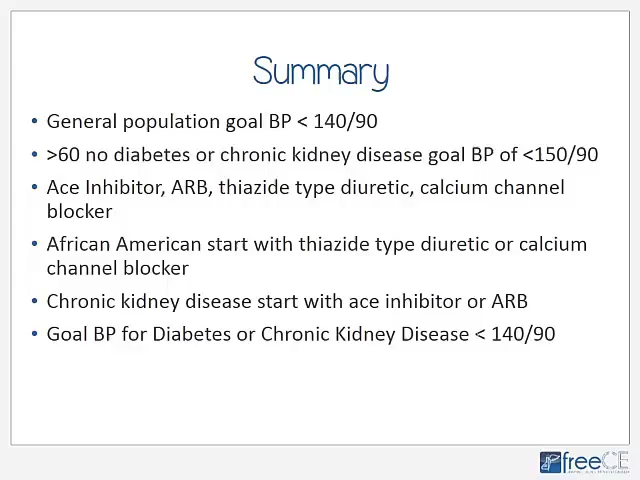 Summary
• General population goal BP < 140/90
• >60 no diabetes or chronic kidney disease goal BP of <150/90
• Ace Inhibitor, ARB, thiazide type diuretic, calcium channel
blocker
• African American start with thiazide type diuretic or calcium
channel blocker
• Chronic kidney disease start with ace inhibitor or ARB
• Goal BP for Diabetes or Chronic Kidney Disease < 140/90
freeCE